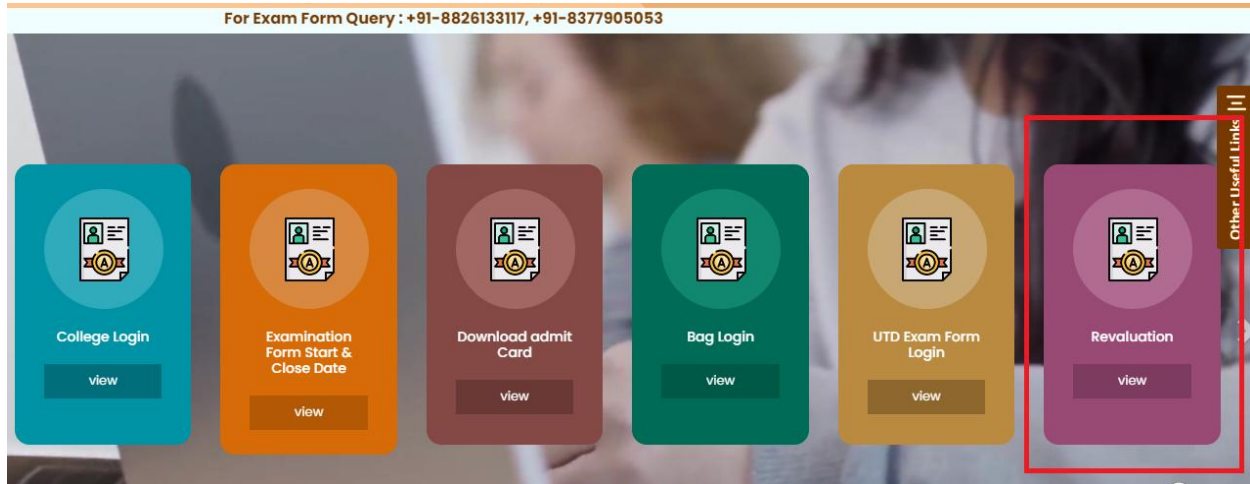 For Exam Form Query : +91-8826133117, +91-8377905053
Other Useful Links
College Login
view
Examination
Form Start &
Close Date
view
Download admit
Card
view
Bag Login
view
UTD Exam Form
Login
view
Revaluation
view